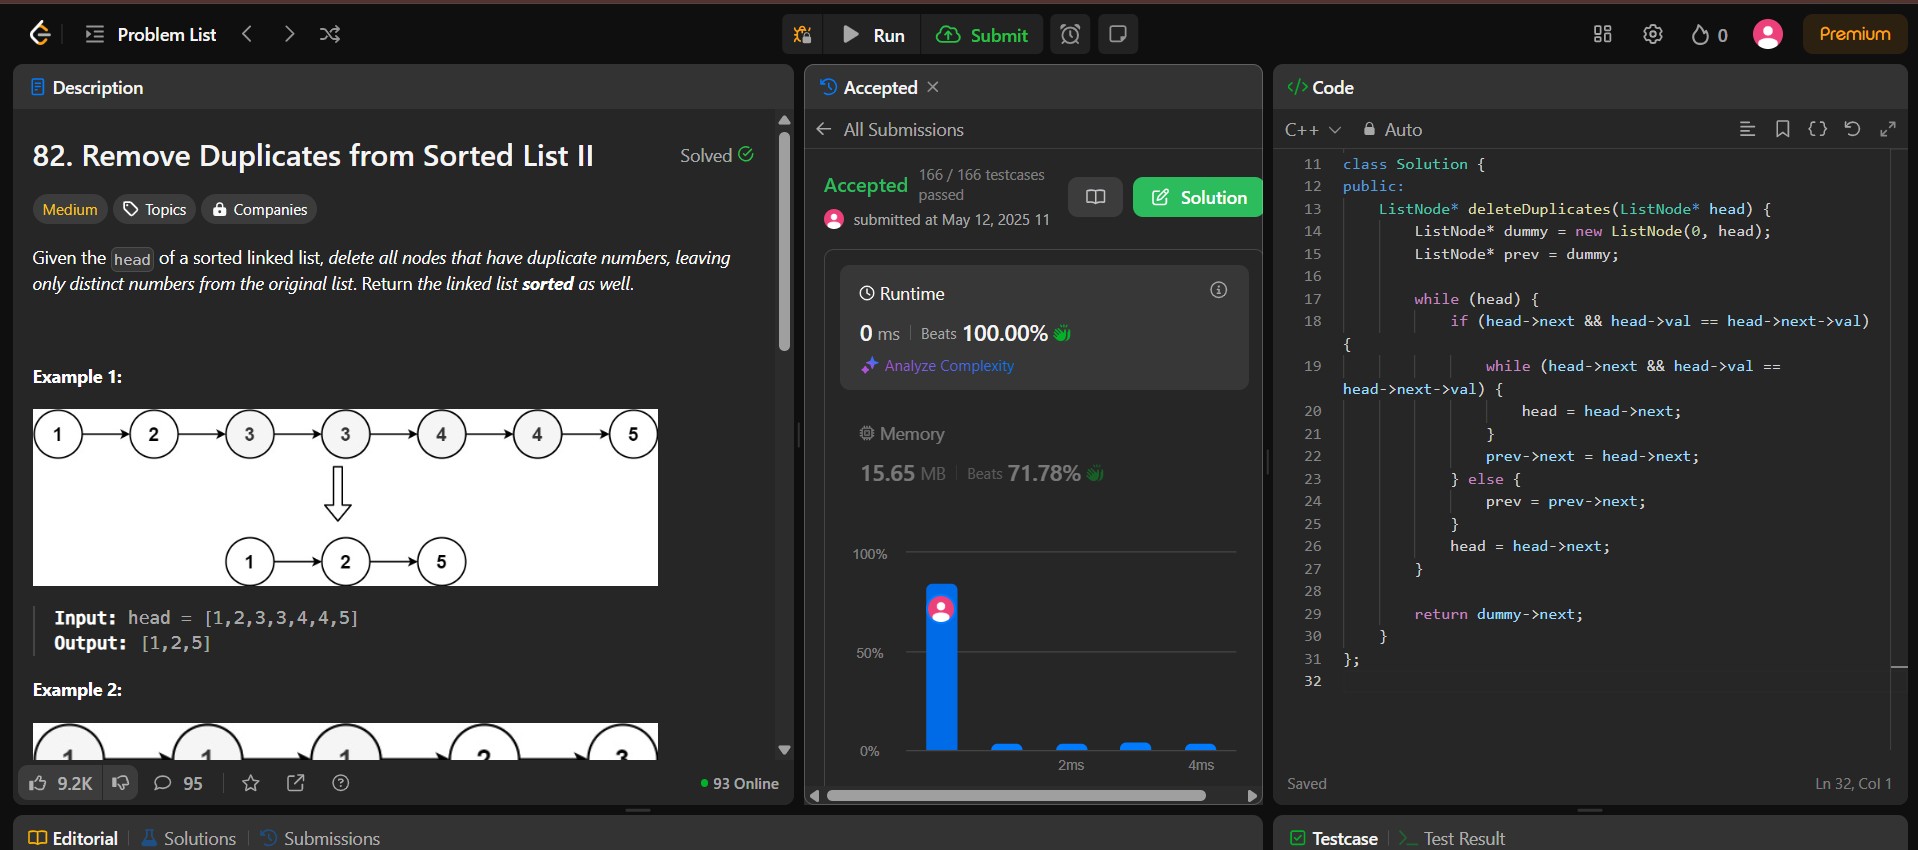 Problem List
Run
Submit
0
Premium
Description
82. Remove Duplicates from Sorted List II
Solved
Medium
Topics
Companies
Given the head of a sorted linked list, delete all nodes that have duplicate numbers, leaving
only distinct numbers from the original list. Return the linked list sorted as well.
Example 1:
1 2 3 3 4 4 5
1 2 5
Input: head = [1,2,3,3,4,4,5]
Output: [1,2,5]
Example 2:
1 1 1 2 3
9.2K
95
93 Online
Editorial
Solutions
Submissions
Accepted
All Submissions
Accepted
166 / 166 testcases
passed
submitted at May 12, 2025 11
Solution
Runtime
0 ms
Beats 100.00%
Analyze Complexity
Memory
15.65 MB
Beats 71.78%
100%
50%
0%
2ms
4ms
</> Code
C++
Auto
11 class Solution {
12 public:
13 ListNode* deleteDuplicates(ListNode* head) {
14 ListNode* dummy = new ListNode(0, head);
15 ListNode* prev = dummy;
16
17 while (head) {
18 if (head->next && head->val == head->next->val)
{
19 while (head->next && head->val ==
head->next->val) {
20 head = head->next;
21 }
22 prev->next = head->next;
23 } else {
24 prev = prev->next;
25 }
26 head = head->next;
27 }
28
29 return dummy->next;
30 }
31 };
32
Saved
Ln 32, Col 1
Testcase
Test Result